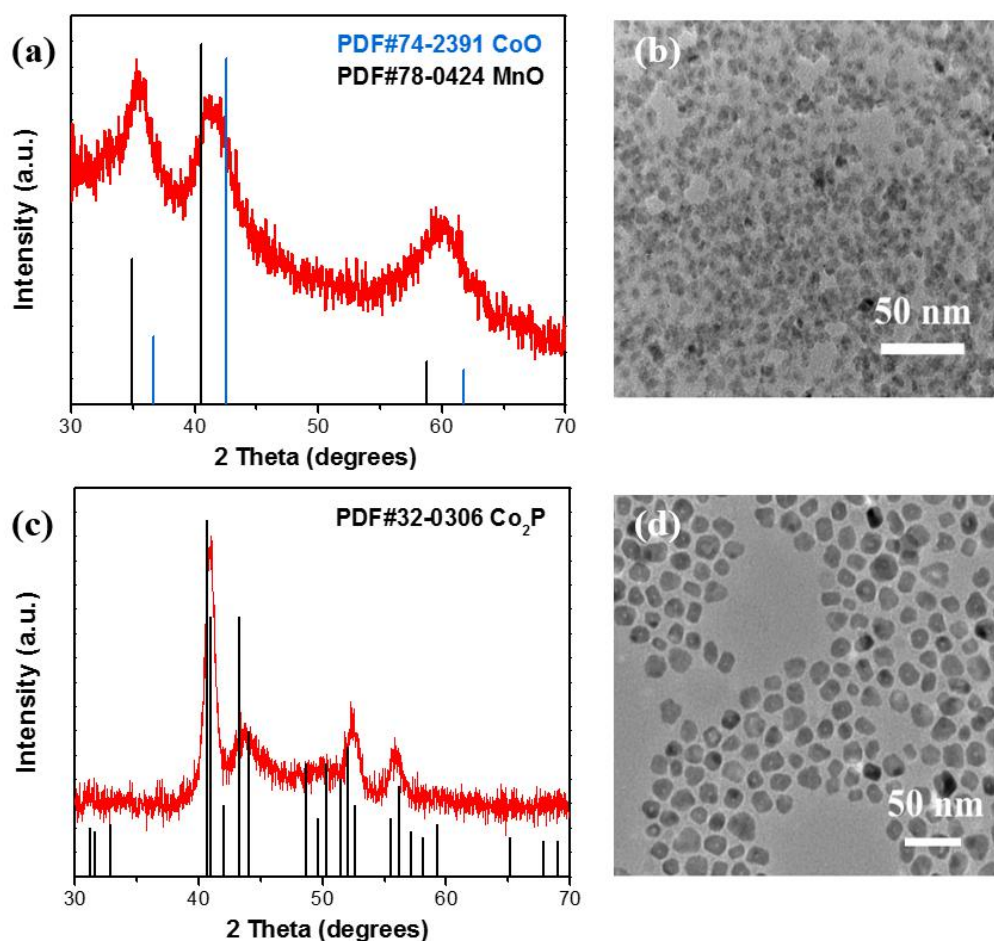 (a)
PDF#74-2391 CoO
PDF#78-0424 MnO
Intensity (a.u.)
30 40 50 60 70
2 Theta (degrees)
(b)
50 nm
(c)
PDF#32-0306 Co₂P
Intensity (a.u.)
30 40 50 60 70
2 Theta (degrees)
(d)
50 nm